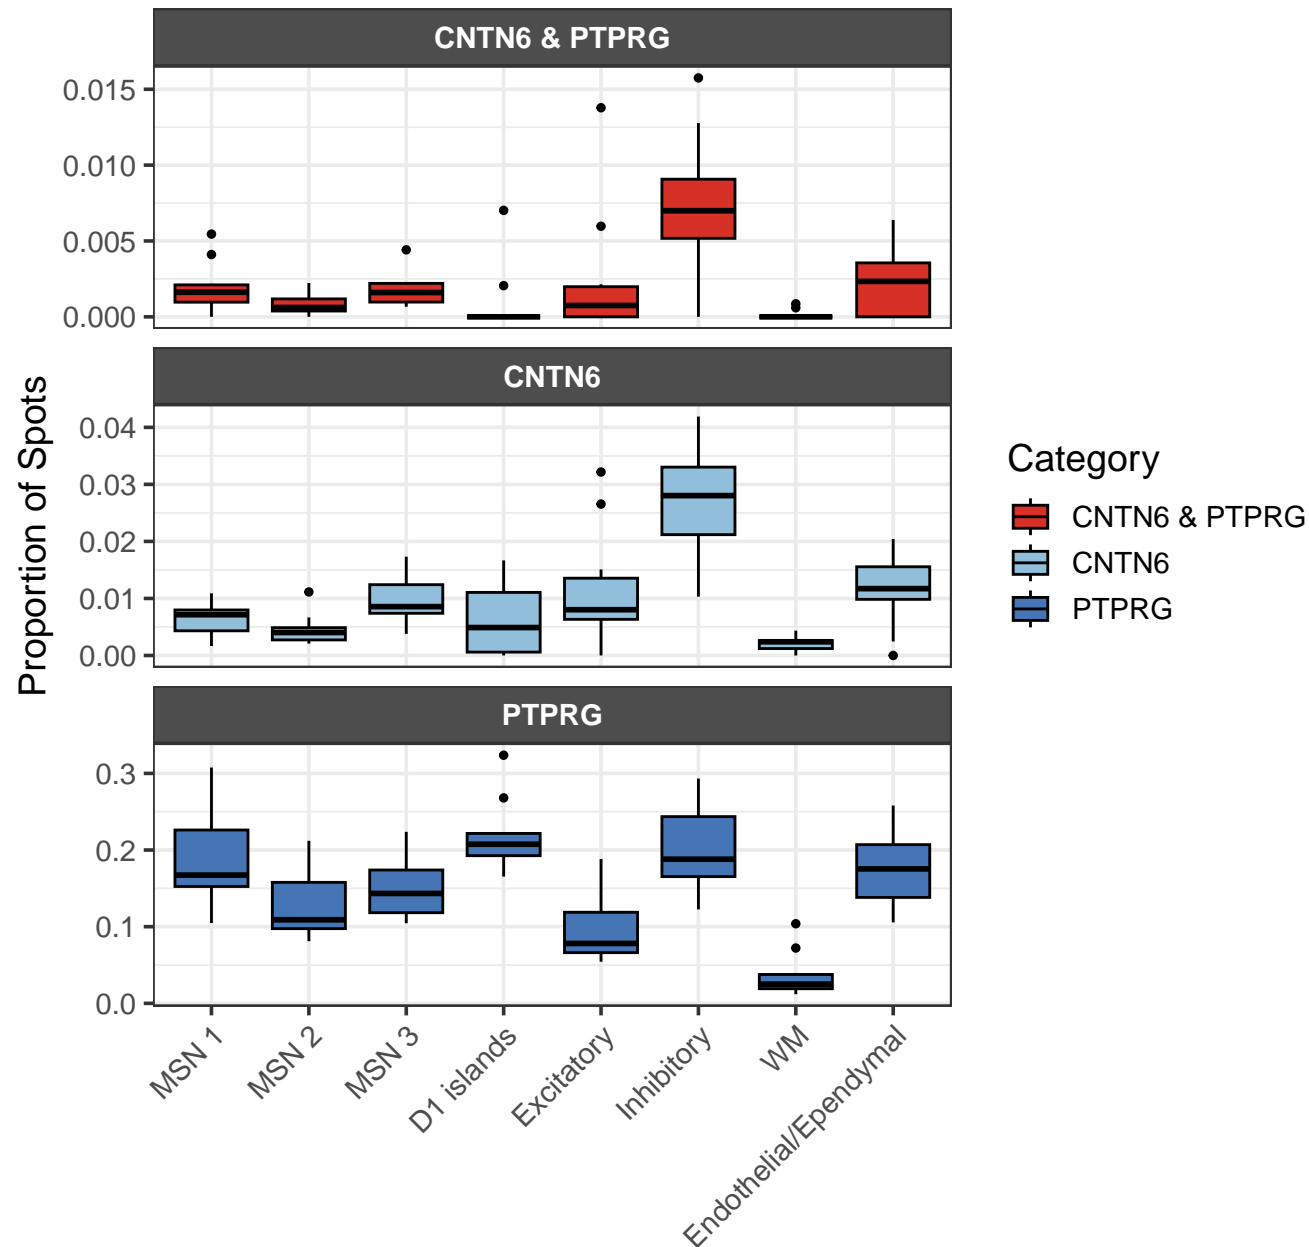 CNTN6 & PTPRG
0.015
0.010
0.005
0.000
CNTN6
0.04
0.03
0.02
0.01
0.00
PTPRG
0.3
0.2
0.1
0.0
Proportion of Spots
MSN 1
MSN 2
MSN 3
D1 islands
Excitatory
Inhibitory
WM
Endothelial/Ependymal
Category
CNTN6 & PTPRG
CNTN6
PTPRG